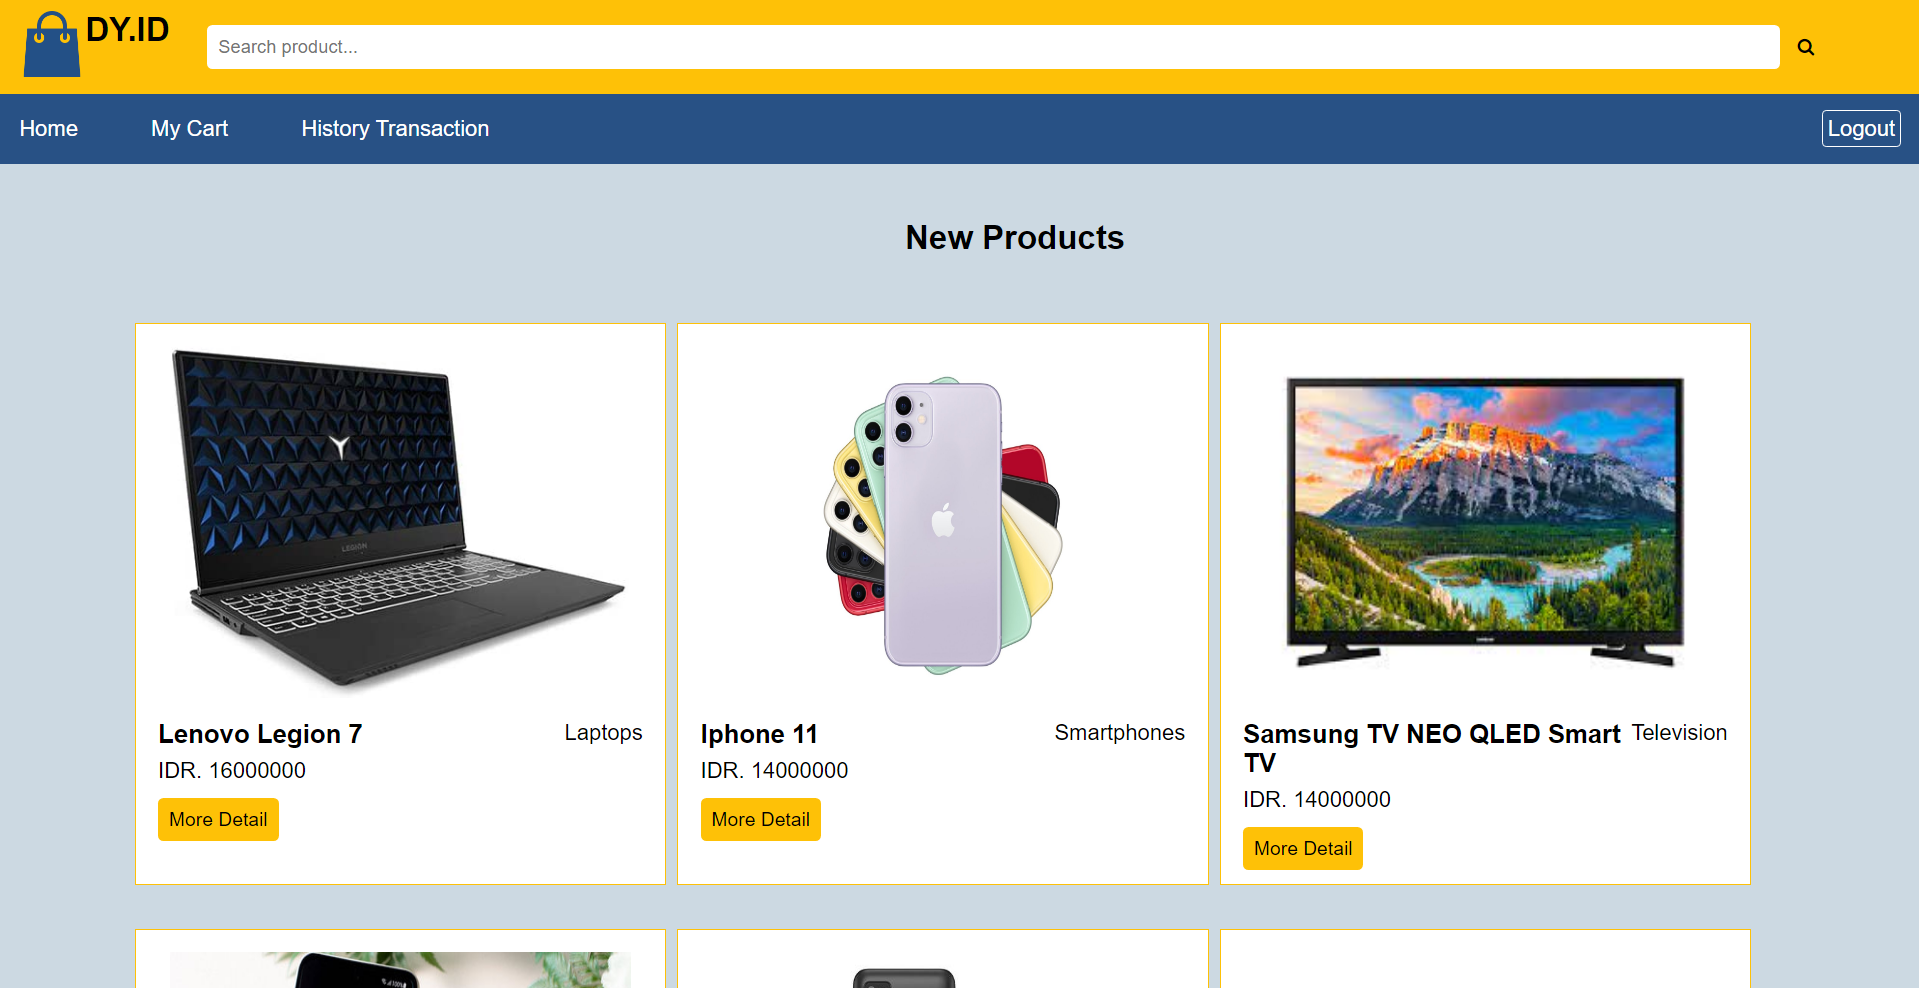 DY.ID
Search product...
Home
My Cart
History Transaction
Logout
New Products
LEGION
Lenovo Legion 7
Laptops
IDR. 16000000
More Detail
Iphone 11
Smartphones
IDR. 14000000
More Detail
Samsung TV NEO QLED Smart
TV
Television
IDR. 14000000
More Detail